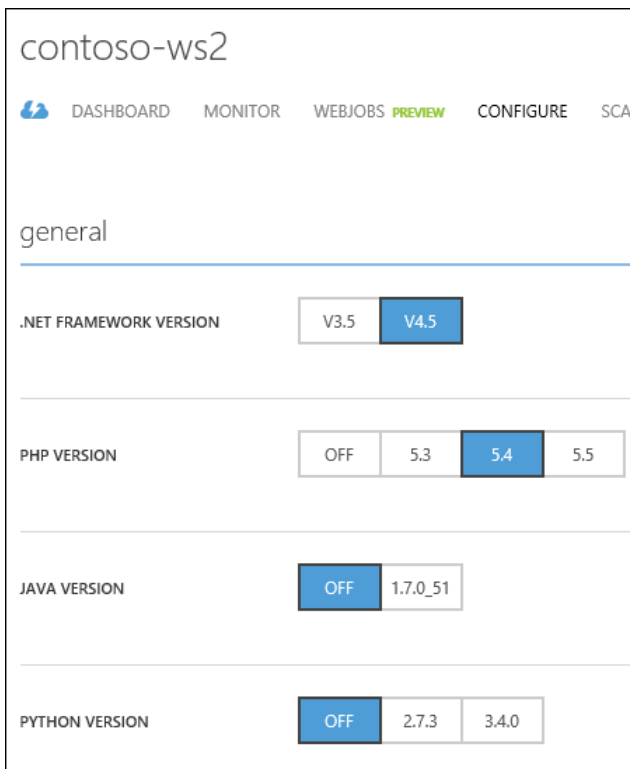 contoso-ws2
DASHBOARD MONITOR WEBJOBS PREVIEW CONFIGURE SCA
general
.NET FRAMEWORK VERSION V3.5 V4.5
PHP VERSION OFF 5.3 5.4 5.5
JAVA VERSION OFF 1.7.0_51
PYTHON VERSION OFF 2.7.3 3.4.0